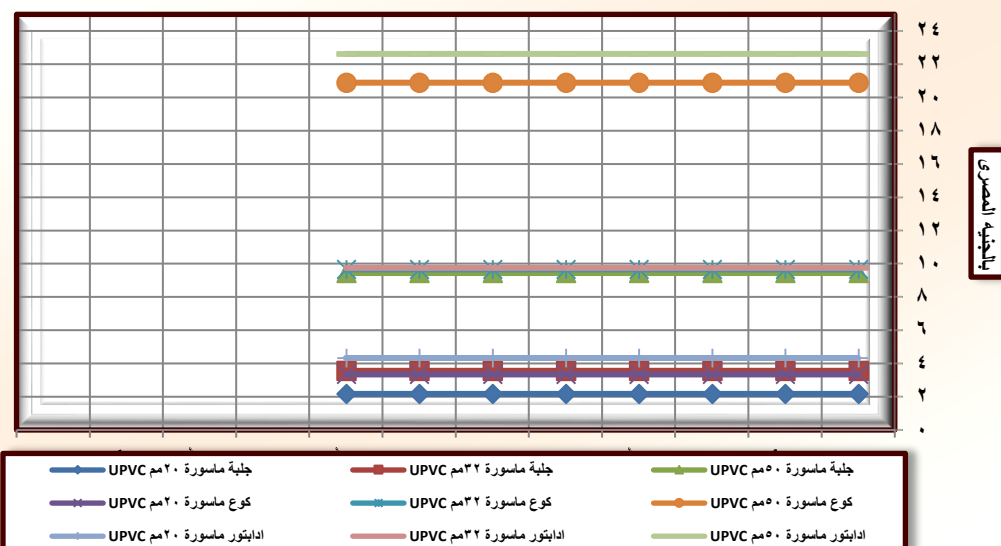 ٢٤
٢٢
٢٠
١٨
١٦
١٤
١٢
١٠
٨
٦
٤
٢
٠
بالجنيه المصرى
جلبة ماسورة ٥٠مم UPVC
جلبة ماسورة ٣٢مم UPVC
جلبة ماسورة ٢٠مم UPVC
كوع ماسورة ٥٠مم UPVC
كوع ماسورة ٣٢مم UPVC
كوع ماسورة ٢٠مم UPVC
ادابتور ماسورة ٥٠مم UPVC
ادابتور ماسورة ٣٢مم UPVC
ادابتور ماسورة ٢٠مم UPVC